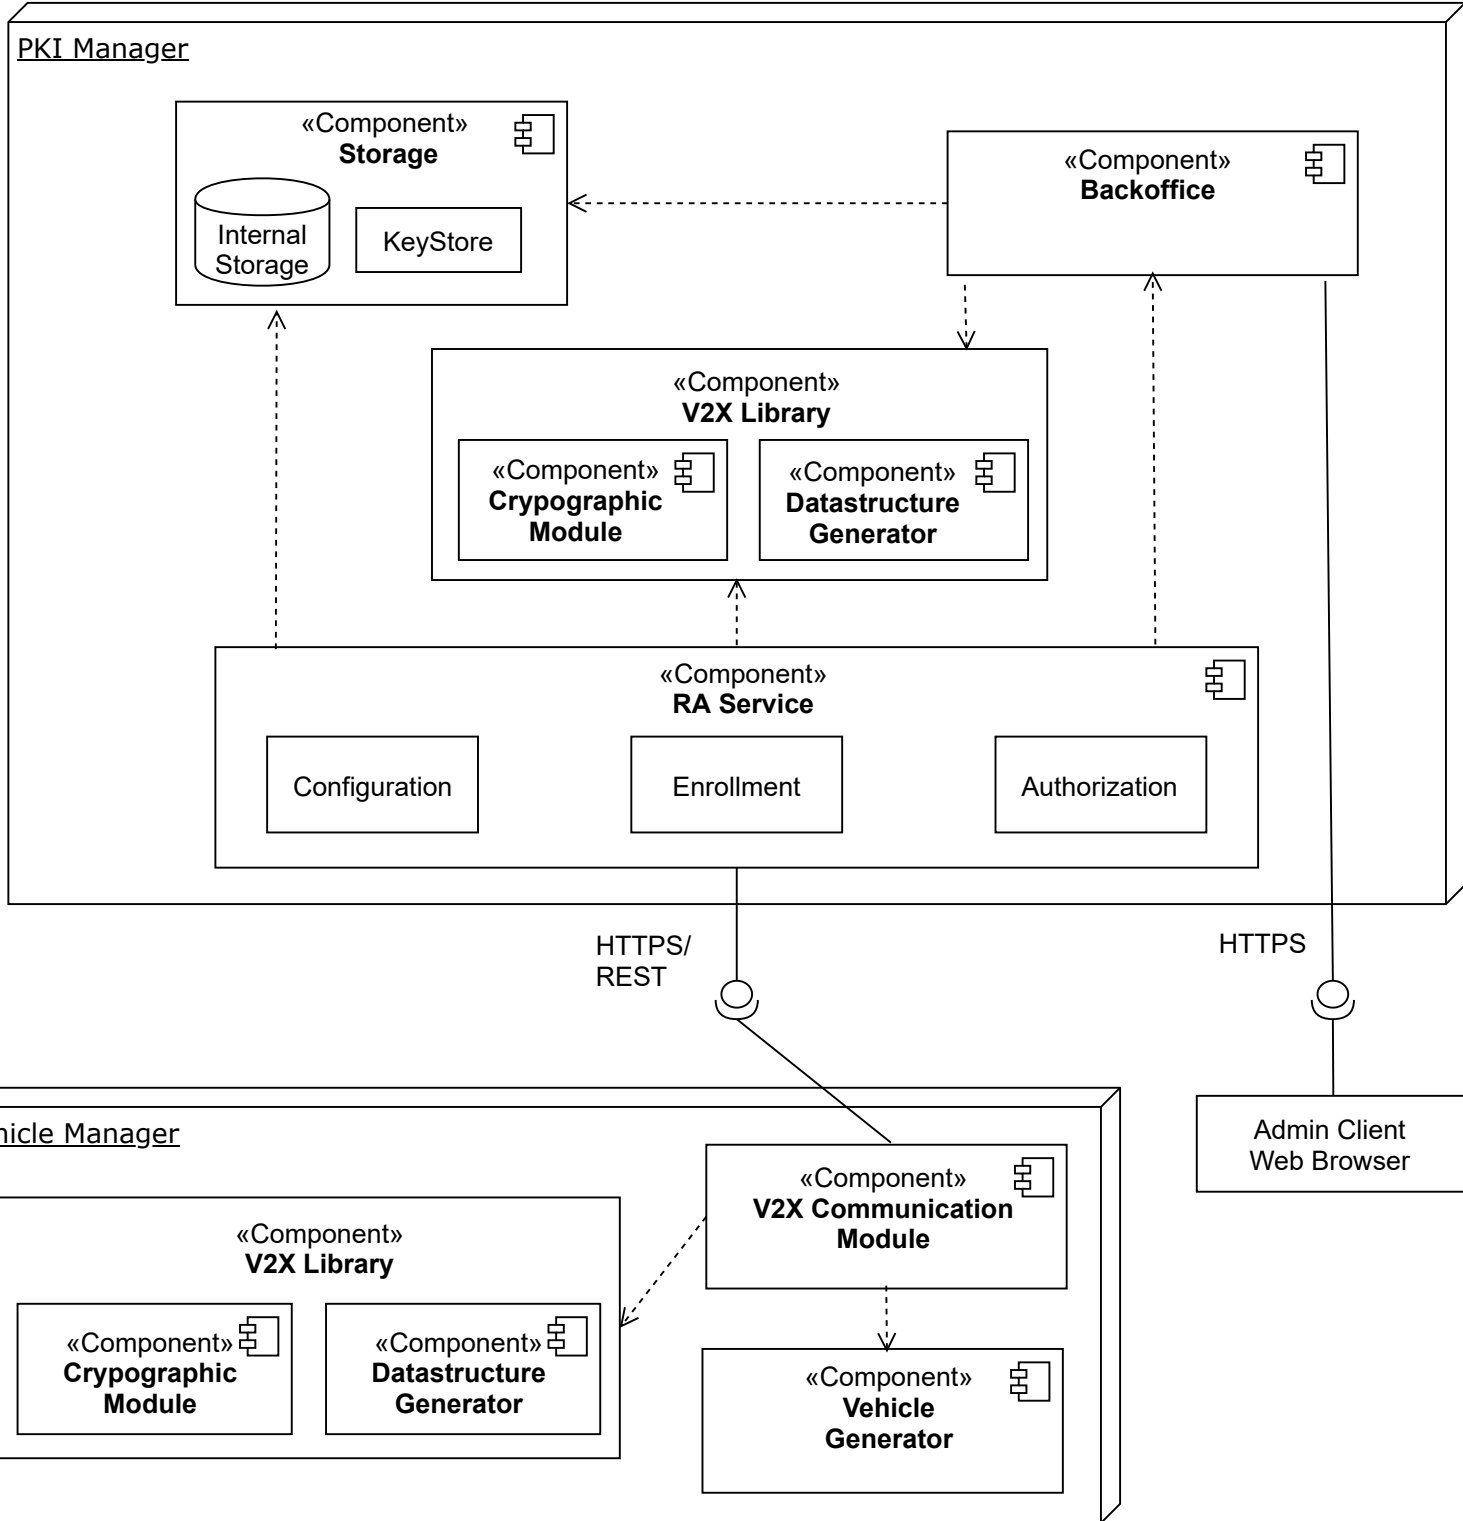 PKI Manager
«Component»
Storage
Internal
Storage
KeyStore
«Component»
Backoffice
«Component»
V2X Library
«Component»
Crypographic
Module
«Component»
Datastructure
Generator
«Component»
RA Service
Configuration
Enrollment
Authorization
HTTPS/
REST
HTTPS
hicle Manager
«Component»
V2X Communication
Module
Admin Client
Web Browser
«Component»
V2X Library
«Component»
Crypographic
Module
«Component»
Datastructure
Generator
«Component»
Vehicle
Generator